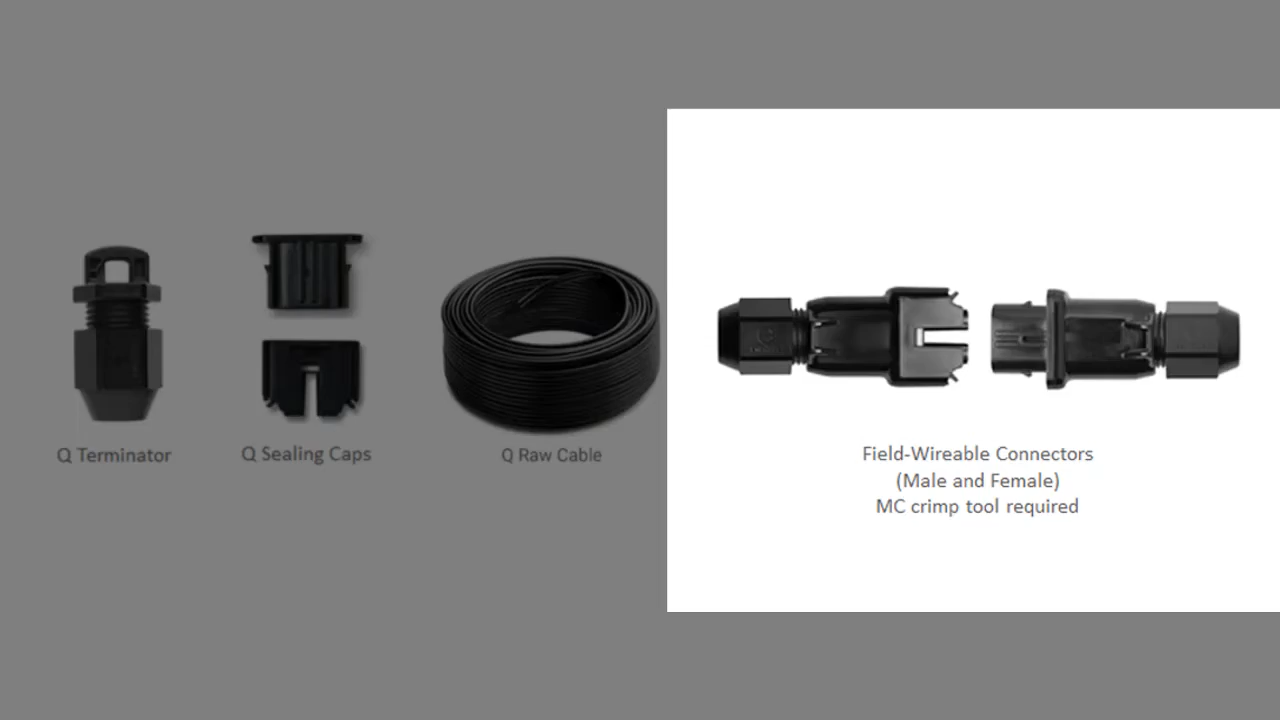 Q Terminator
Q Sealing Caps
Q Raw Cable
Field-Wireable Connectors
(Male and Female)
MC crimp tool required